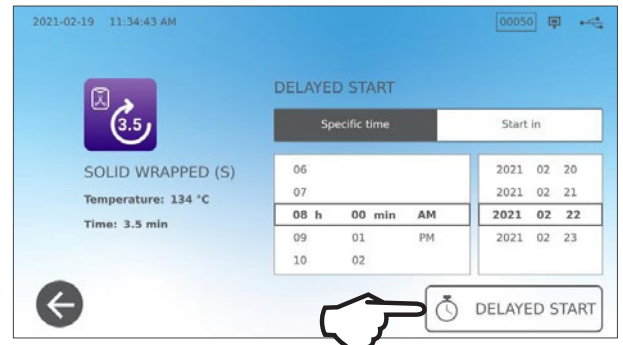 2021-02-19 11:34:43 AM 00050
DELAYED START
Specific time Start in
3.5
SOLID WRAPPED (S)
Temperature: 134 °C
Time: 3.5 min
06
07
08 h 00 min AM
09 01 PM
10 02
2021 02 20
2021 02 21
2021 02 22
2021 02 23
DELAYED START